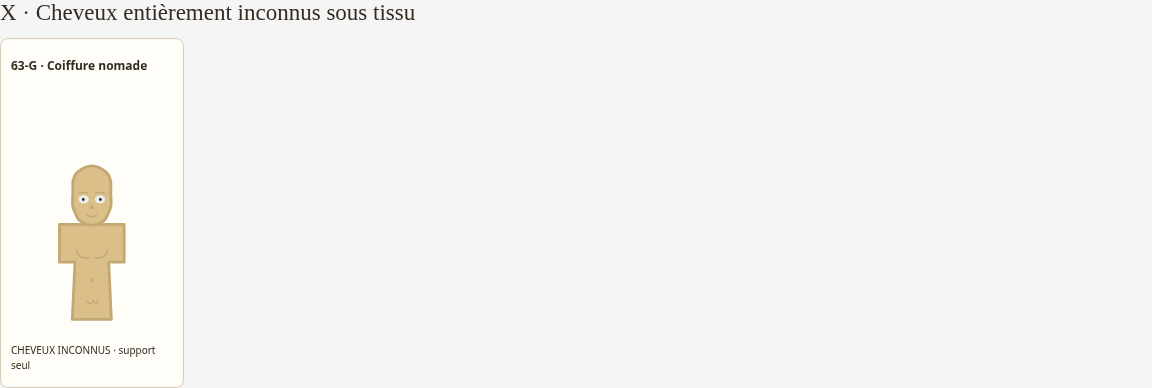 X · Cheveux entièrement inconnus sous tissu
63-G · Coiffure nomade
CHEVEUX INCONNUS · support
seul